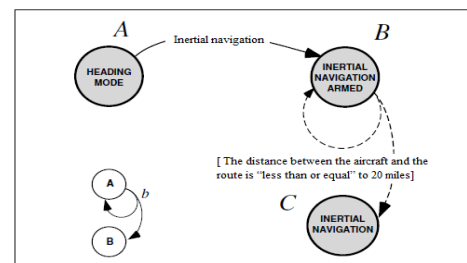 A
Inertial navigation
B
HEADING
MODE
INERTIAL
NAVIGATION
ARMED
[ The distance between the aircraft and the
route is “less than or equal” to 20 miles]
A
b
B
C
INERTIAL
NAVIGATION